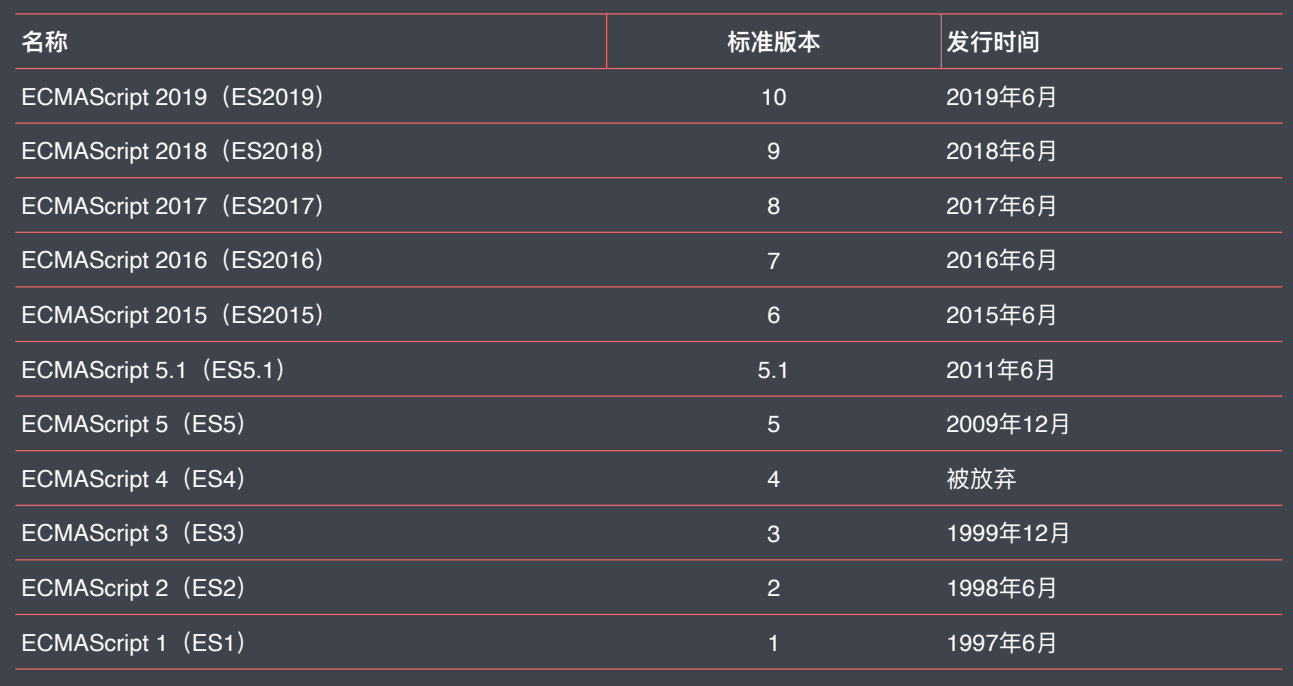 名称 标准版本 发行时间
ECMAScript 2019（ES2019） 10 2019年6月
ECMAScript 2018（ES2018） 9 2018年6月
ECMAScript 2017（ES2017） 8 2017年6月
ECMAScript 2016（ES2016） 7 2016年6月
ECMAScript 2015（ES2015） 6 2015年6月
ECMAScript 5.1（ES5.1） 5.1 2011年6月
ECMAScript 5（ES5） 5 2009年12月
ECMAScript 4（ES4） 4 被放弃
ECMAScript 3（ES3） 3 1999年12月
ECMAScript 2（ES2） 2 1998年6月
ECMAScript 1（ES1） 1 1997年6月